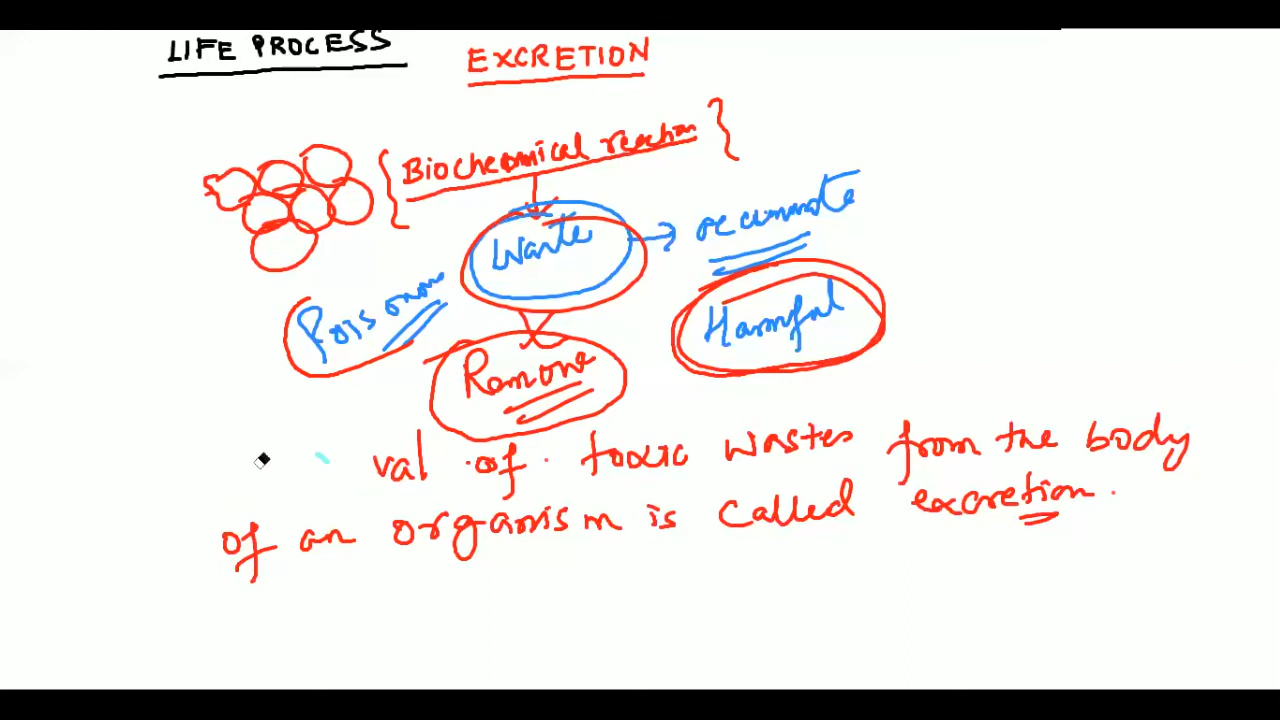 LIFE PROCESS
EXCRETION
Biochemical reaction
Waste
Poisonous
Harmful
Remove
val of toxic wastes from the body
of an organism is called excretion.